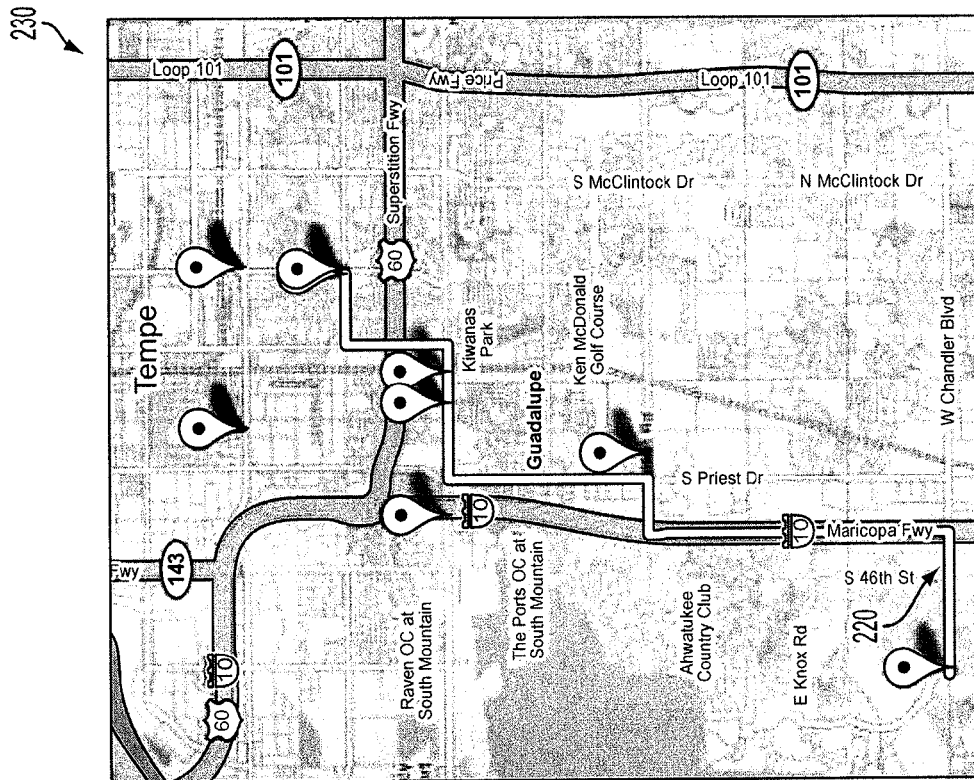 230
Loop 101
101
Price Fwy
Loop 101
101
Superstition Fwy
60
S McClintock Dr
N McClintock Dr
Tempe
Kiwanas
Park
Ken McDonald
Golf Course
W Chandler Blvd
Guadalupe
S Priest Dr
10
10
Maricopa Fwy
Fwy
143
S 46th St
220
10
60
Raven OC at
South Mountain
The Ports OC at
South Mountain
Ahwatukee
Country Club
E Knox Rd